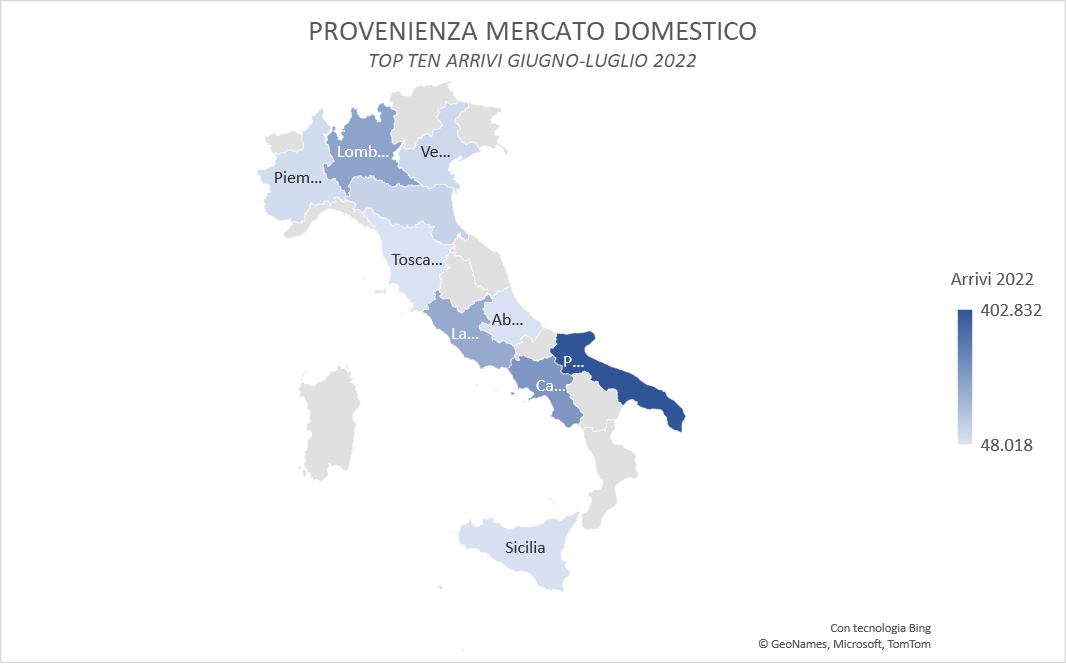 PROVENIENZA MERCATO DOMESTICO
TOP TEN ARRIVI GIUGNO-LUGLIO 2022
Lomb...
Ve...
Piem...
Tosca...
Arrivi 2022
402.832
Ab...
La...
P...
Ca...
48.018
Sicilia
Con tecnologia Bing
© GeoNames, Microsoft, TomTom